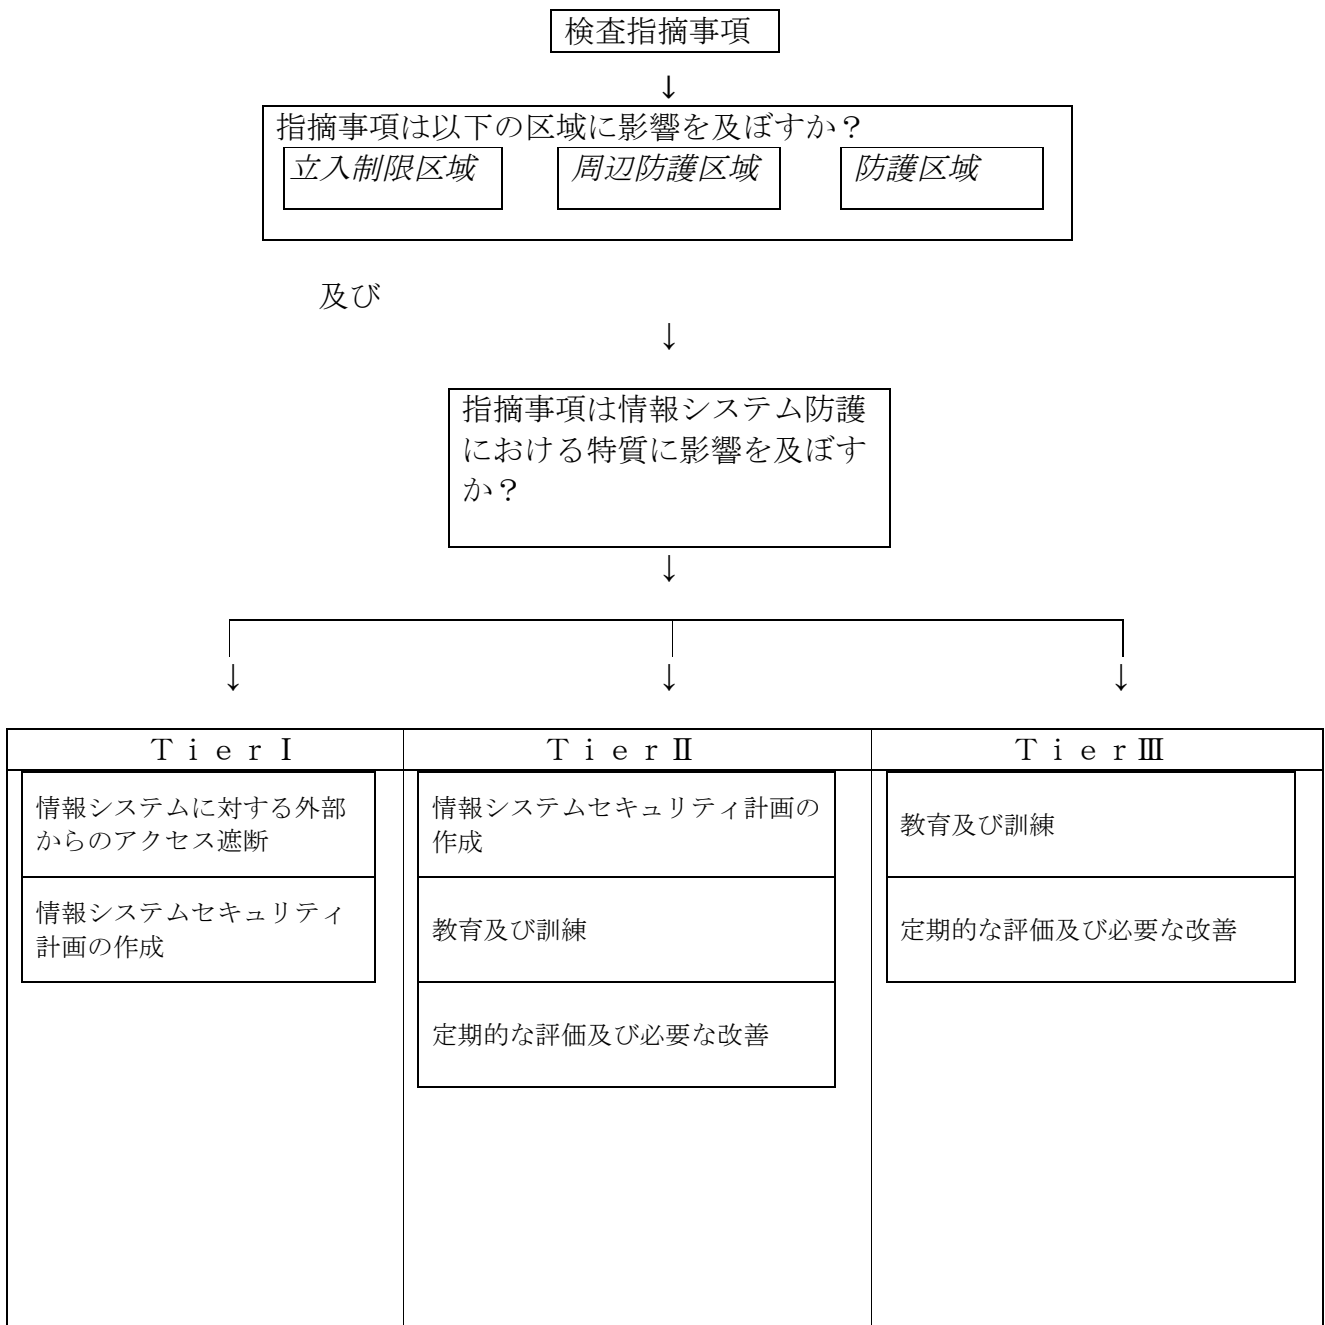 検査指摘事項
↓
指摘事項は以下の区域に影響を及ぼすか？
立入制限区域 周辺防護区域 防護区域
及び
↓
指摘事項は情報システム防護
における特質に影響を及ぼす
か？
↓
↓ ↓ ↓
ＴｉｅｒⅠ ＴｉｅｒⅡ ＴｉｅｒⅢ
情報システムに対する外部
からのアクセス遮断
情報システムセキュリティ
計画の作成
情報システムセキュリティ計画の
作成
教育及び訓練
定期的な評価及び必要な改善
教育及び訓練
定期的な評価及び必要な改善